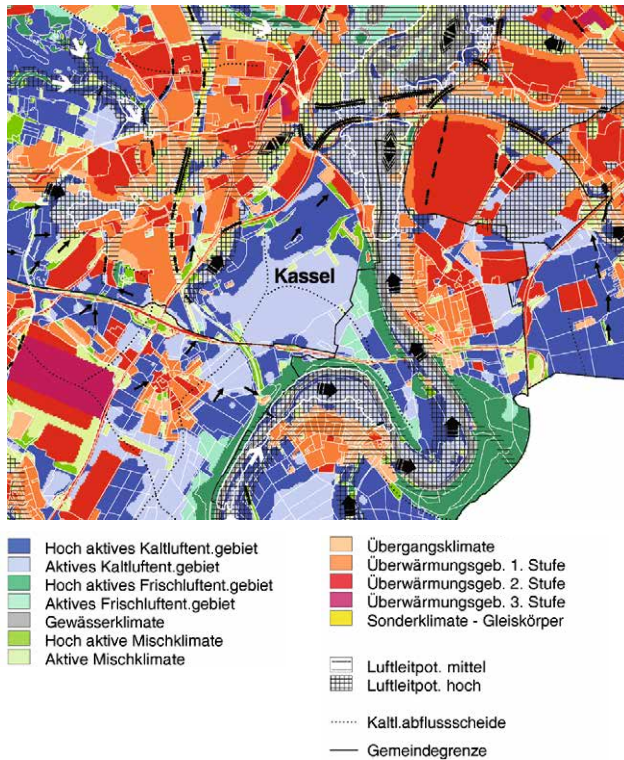 Kassel
Hoch aktives Kaltluftent.gebiet
Aktives Kaltluftent.gebiet
Hoch aktives Frischluftent.gebiet
Aktives Frischluftent.gebiet
Gewässerklimate
Hoch aktive Mischklimate
Aktive Mischklimate
Übergangsklimate
Überwärmungsgeb. 1. Stufe
Überwärmungsgeb. 2. Stufe
Überwärmungsgeb. 3. Stufe
Sonderklimate - Gleiskörper
Luftleitpot. mittel
Luftleitpot. hoch
Kaltl.abflussscheide
Gemeindegrenze